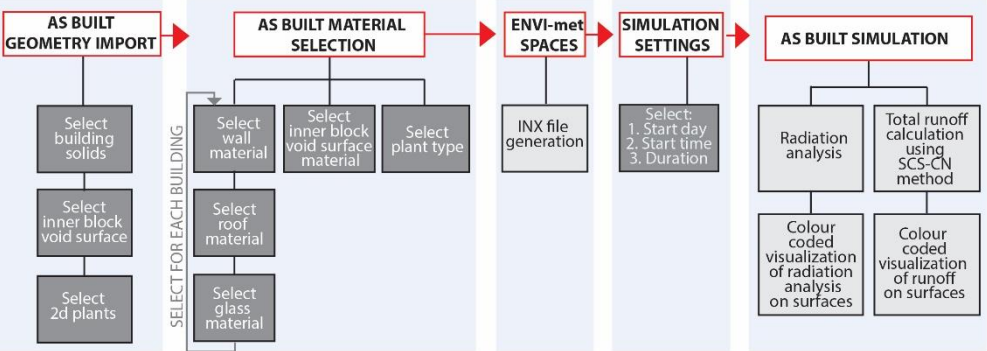 AS BUILT
GEOMETRY IMPORT
Select
building
solids
Select
inner block
void surface
Select
2d plants
AS BUILT MATERIAL
SELECTION
SELECT FOR EACH BUILDING
Select
wall
material
Select
roof
material
Select
glass
material
Select
inner block
void surface
material
Select
plant type
ENVI-met
SPACES
INX file
generation
SIMULATION
SETTINGS
Select:
1. Start day
2. Start time
3. Duration
AS BUILT SIMULATION
Radiation
analysis
Colour
coded
visualization
of radiation
analysis
on surfaces
Total runoff
calculation
using
SCS-CN
method
Colour
coded
visualization
of runoff
on surfaces